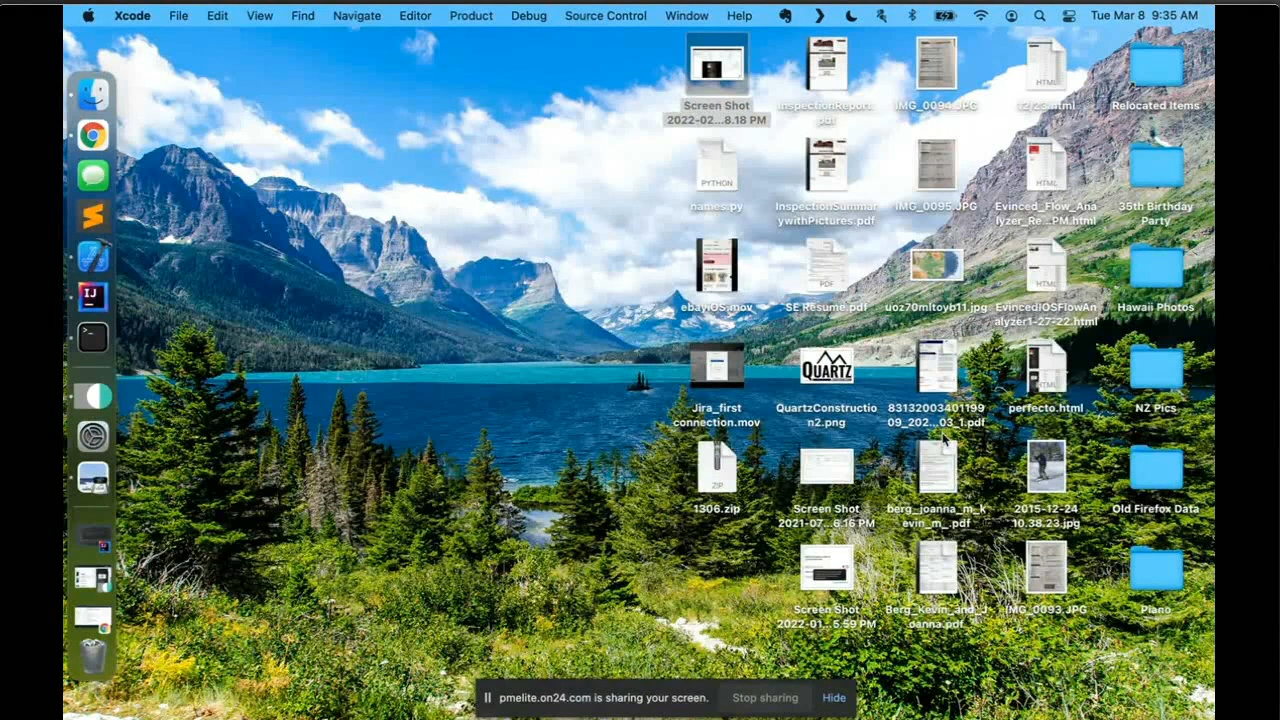 Xcode File Edit View Find Navigate Editor Product Debug Source Control Window Help Tue Mar 8 9:35 AM
Screen Shot
2022-02...8.18 PM
InspectionReport.
pdf
IMG_0094.JPG
HTML
12/23.html
Relocated Items
PYTHON
names.py
InspectionSummar
ywithPictures.pdf
IMG_0095.JPG
HTML
Evinced_Flow_Ana
lyzer_Re...PM.html
35th Birthday
Party
ebayiOS.mov
PDF
SE Resume.pdf
uoz70mltoyb11.jpg
HTML
EvincediOSFlowAn
alyzer1-27-22.html
Hawaii Photos
IJ
Jira_first
connection.mov
QUARTZ
QuartzConstructio
n2.png
83132003401199
09_202...03_1.pdf
HTML
perfecto.html
NZ Pics
ZIP
1306.zip
Screen Shot
2021-07...6.16 PM
berg_joanna_m_k
evin_m_.pdf
2015-12-24
10.38.23.jpg
Old Firefox Data
Screen Shot
2022-01...5.59 PM
Berg_Kevin_and_J
oanna.pdf
IMG_0093.JPG
Piano
pmelite.on24.com is sharing your screen. Stop sharing Hide